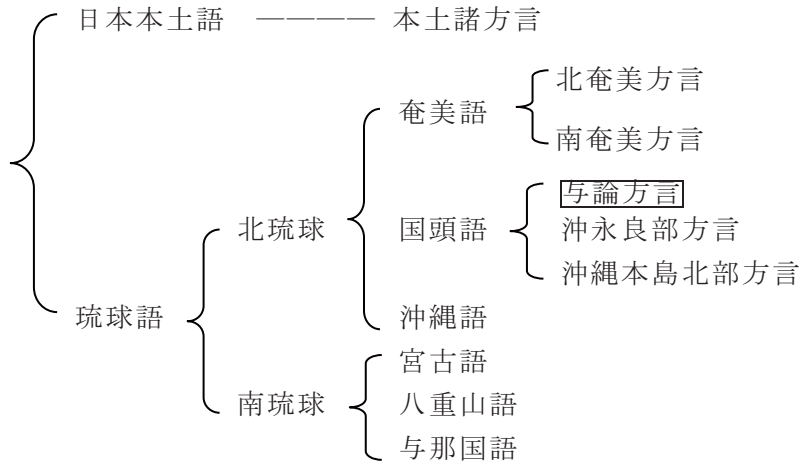 日本本土語 ―――― 本土諸方言
北奄美方言
奄美語
南奄美方言
与論方言
北琉球 国頭語 沖永良部方言
沖縄本島北部方言
琉球語 沖縄語
宮古語
南琉球 八重山語
与那国語